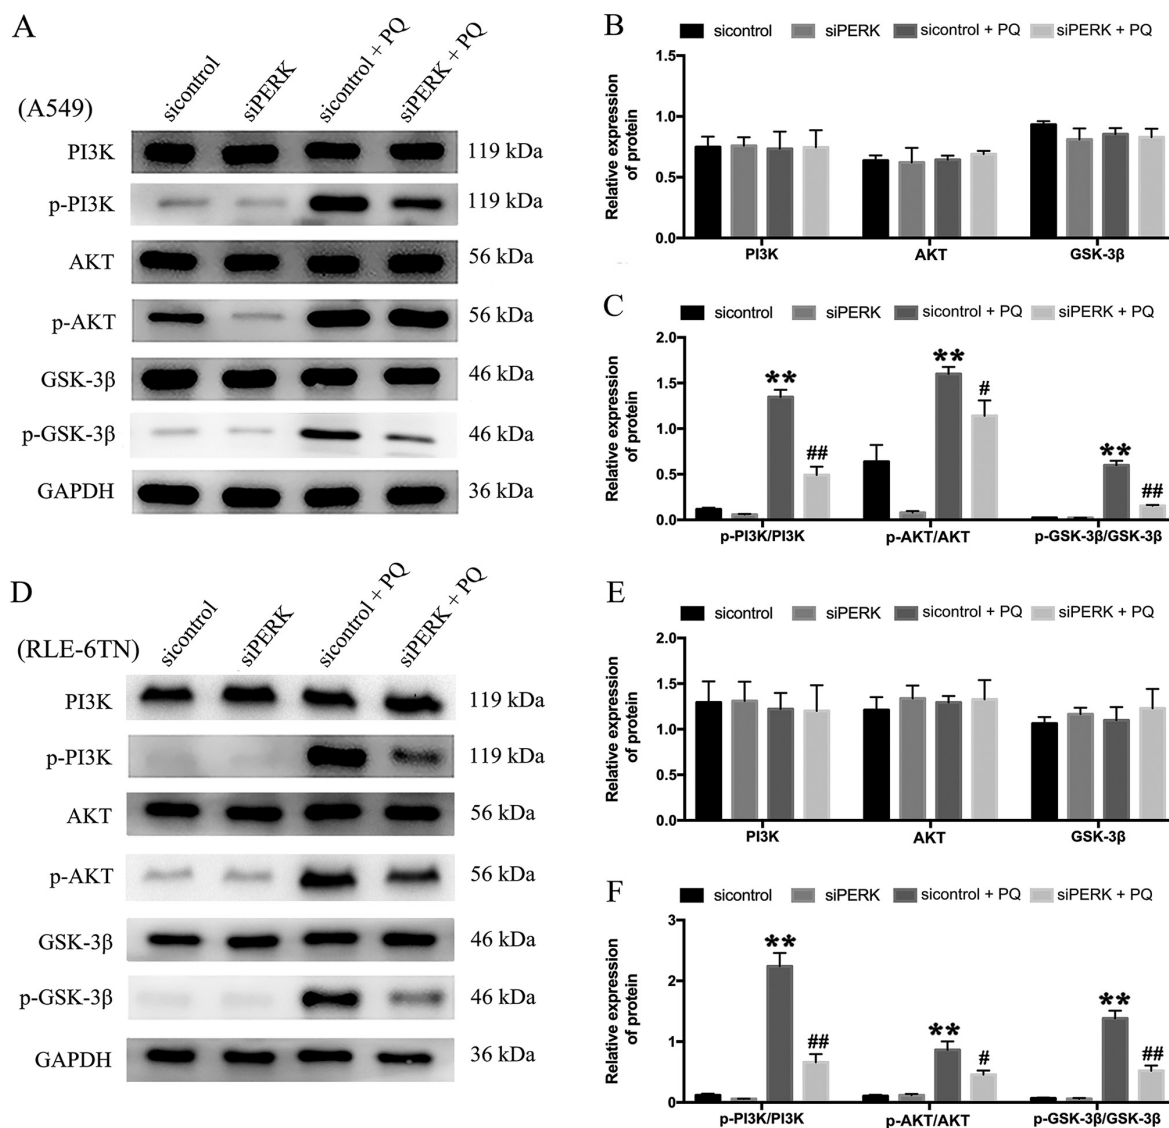 A
(A549)
sicontrol
siPERK
sicontrol + PQ
siPERK + PQ
PI3K
119 kDa
p-PI3K
119 kDa
AKT
56 kDa
p-AKT
56 kDa
GSK-3β
46 kDa
p-GSK-3β
46 kDa
GAPDH
36 kDa
B
sicontrol siPERK sicontrol + PQ siPERK + PQ
Relative expression
of protein
1.5
1.0
0.5
0.0
PI3K AKT GSK-3β
C
sicontrol siPERK sicontrol + PQ siPERK + PQ
Relative expression
of protein
2.0
1.5
1.0
0.5
0.0
** ## ** # ** ##
p-PI3K/PI3K p-AKT/AKT p-GSK-3β/GSK-3β
D
(RLE-6TN)
sicontrol
siPERK
sicontrol + PQ
siPERK + PQ
PI3K
119 kDa
p-PI3K
119 kDa
AKT
56 kDa
p-AKT
56 kDa
GSK-3β
46 kDa
p-GSK-3β
46 kDa
GAPDH
36 kDa
E
sicontrol siPERK sicontrol + PQ siPERK + PQ
Relative expression
of protein
2.0
1.5
1.0
0.5
0.0
PI3K AKT GSK-3β
F
sicontrol siPERK sicontrol + PQ siPERK + PQ
Relative expression
of protein
3
2
1
0
** ## ** # ** ##
p-PI3K/PI3K p-AKT/AKT p-GSK-3β/GSK-3β